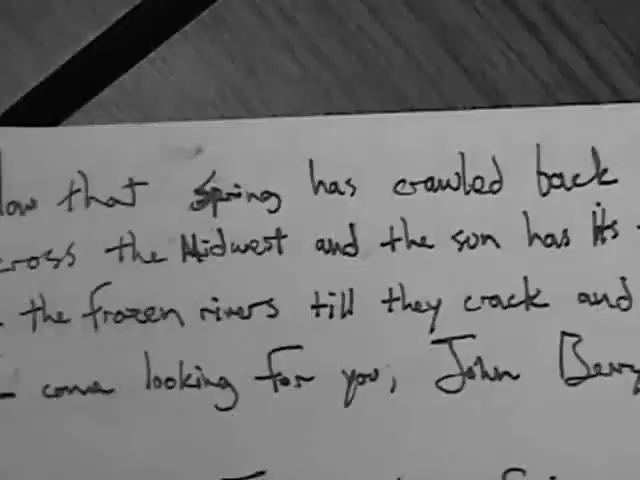 that Spring has crawled back
the Midwest and the sun has its
the frozen rivers till they crack and
come looking for you, John